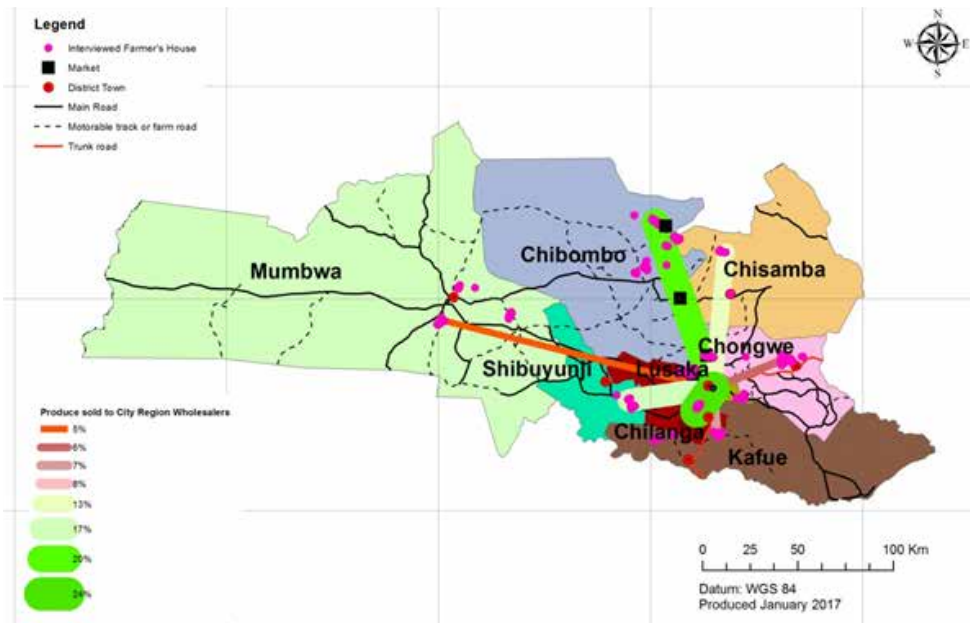 Legend
Interviewed Farmer's House
Market
District Town
Main Road
Motorable track or farm road
Trunk road
N
W E
S
Mumbwa
Chibombo
Chisamba
Chongwe
Shibuyunji
Lusaka
Chilanga
Kafue
Produce sold to City Region Wholesalers
5%
6%
7%
8%
13%
17%
20%
24%
0 25 50 100 Km
Datum: WGS 84
Produced January 2017